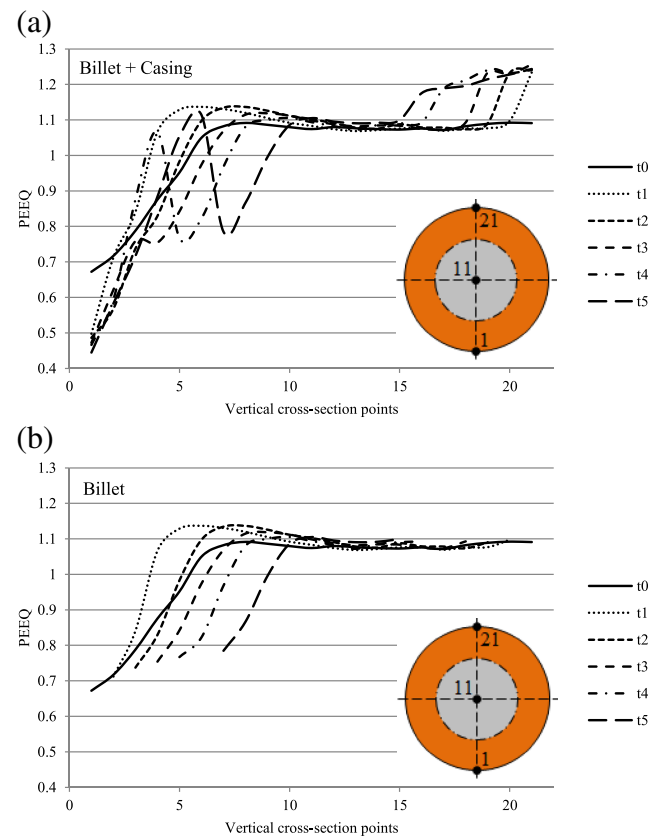 (a)
Billet + Casing
1.3
1.2
1.1
1
0.9
0.8
0.7
0.6
0.5
0.4
PEEQ
0 5 10 15 20
Vertical cross-section points
21
11
1
t0
t1
t2
t3
t4
t5
(b)
Billet
1.3
1.2
1.1
1
0.9
0.8
0.7
0.6
0.5
0.4
PEEQ
0 5 10 15 20
Vertical cross-section points
21
11
1
t0
t1
t2
t3
t4
t5